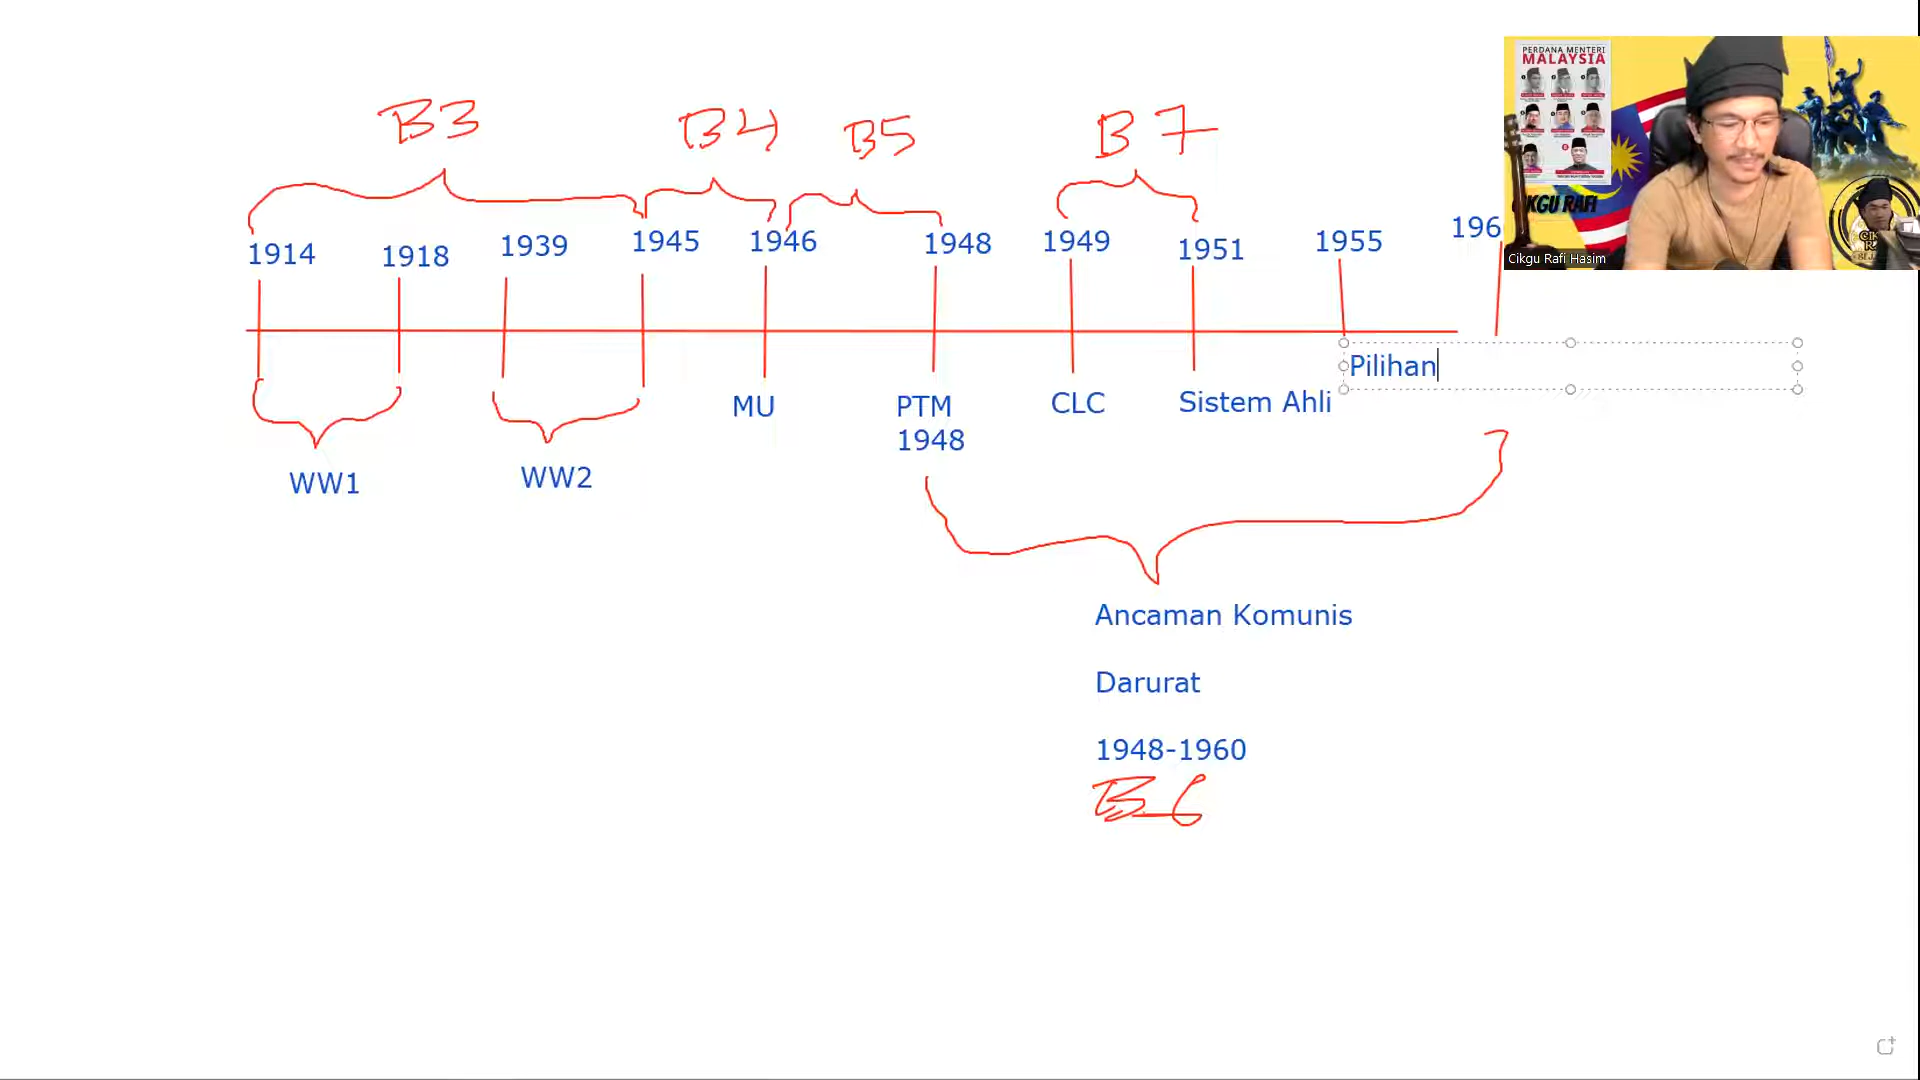 B3
B4
B5
B7
1914
1918
1939
1945
1946
1948
1949
1951
1955
196
Pilihan
MU
PTM
1948
CLC
Sistem Ahli
WW1
WW2
Ancaman Komunis
Darurat
1948-1960
B6
PERDANA MENTERI
MALAYSIA
KGU RAFI
Cikgu Rafi Hasim